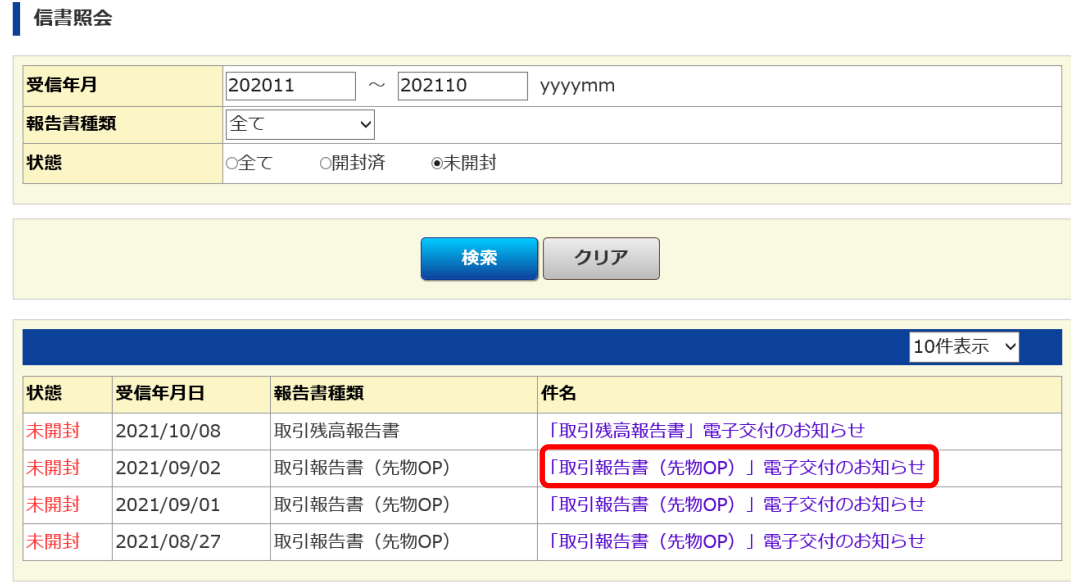 信書照会
受信年月 202011 ～ 202110 yyyymm
報告書種類 全て
状態 全て 開封済 未開封
検索 クリア
10件表示
状態 受信年月日 報告書種類 件名
未開封 2021/10/08 取引残高報告書 「取引残高報告書」電子交付のお知らせ
未開封 2021/09/02 取引報告書（先物OP） 「取引報告書（先物OP）」電子交付のお知らせ
未開封 2021/09/01 取引報告書（先物OP） 「取引報告書（先物OP）」電子交付のお知らせ
未開封 2021/08/27 取引報告書（先物OP） 「取引報告書（先物OP）」電子交付のお知らせ